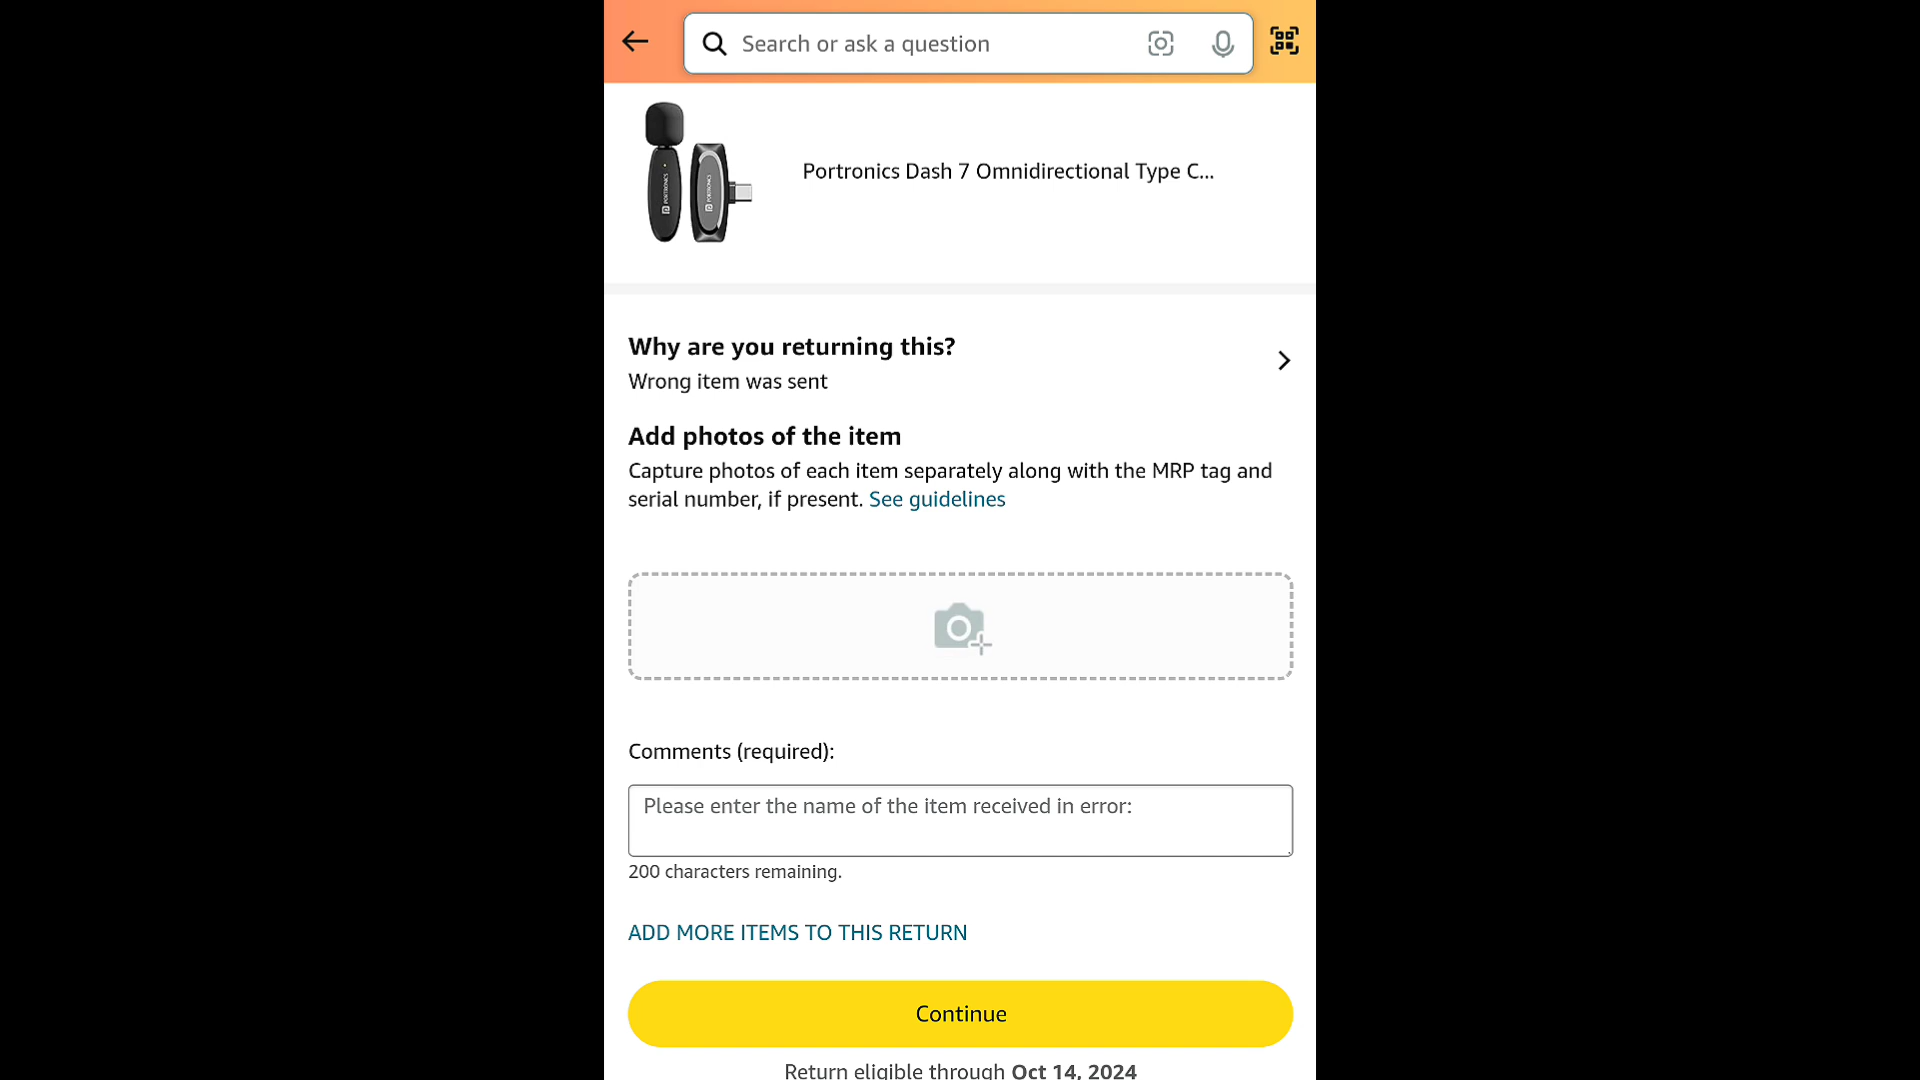 Search or ask a question
Portronics Dash 7 Omnidirectional Type C...
PORTRONICS
PORTRONICS
Why are you returning this?
Wrong item was sent
Add photos of the item
Capture photos of each item separately along with the MRP tag and
serial number, if present. See guidelines
Comments (required):
Please enter the name of the item received in error:
200 characters remaining.
ADD MORE ITEMS TO THIS RETURN
Continue
Return eligible through Oct 14, 2024